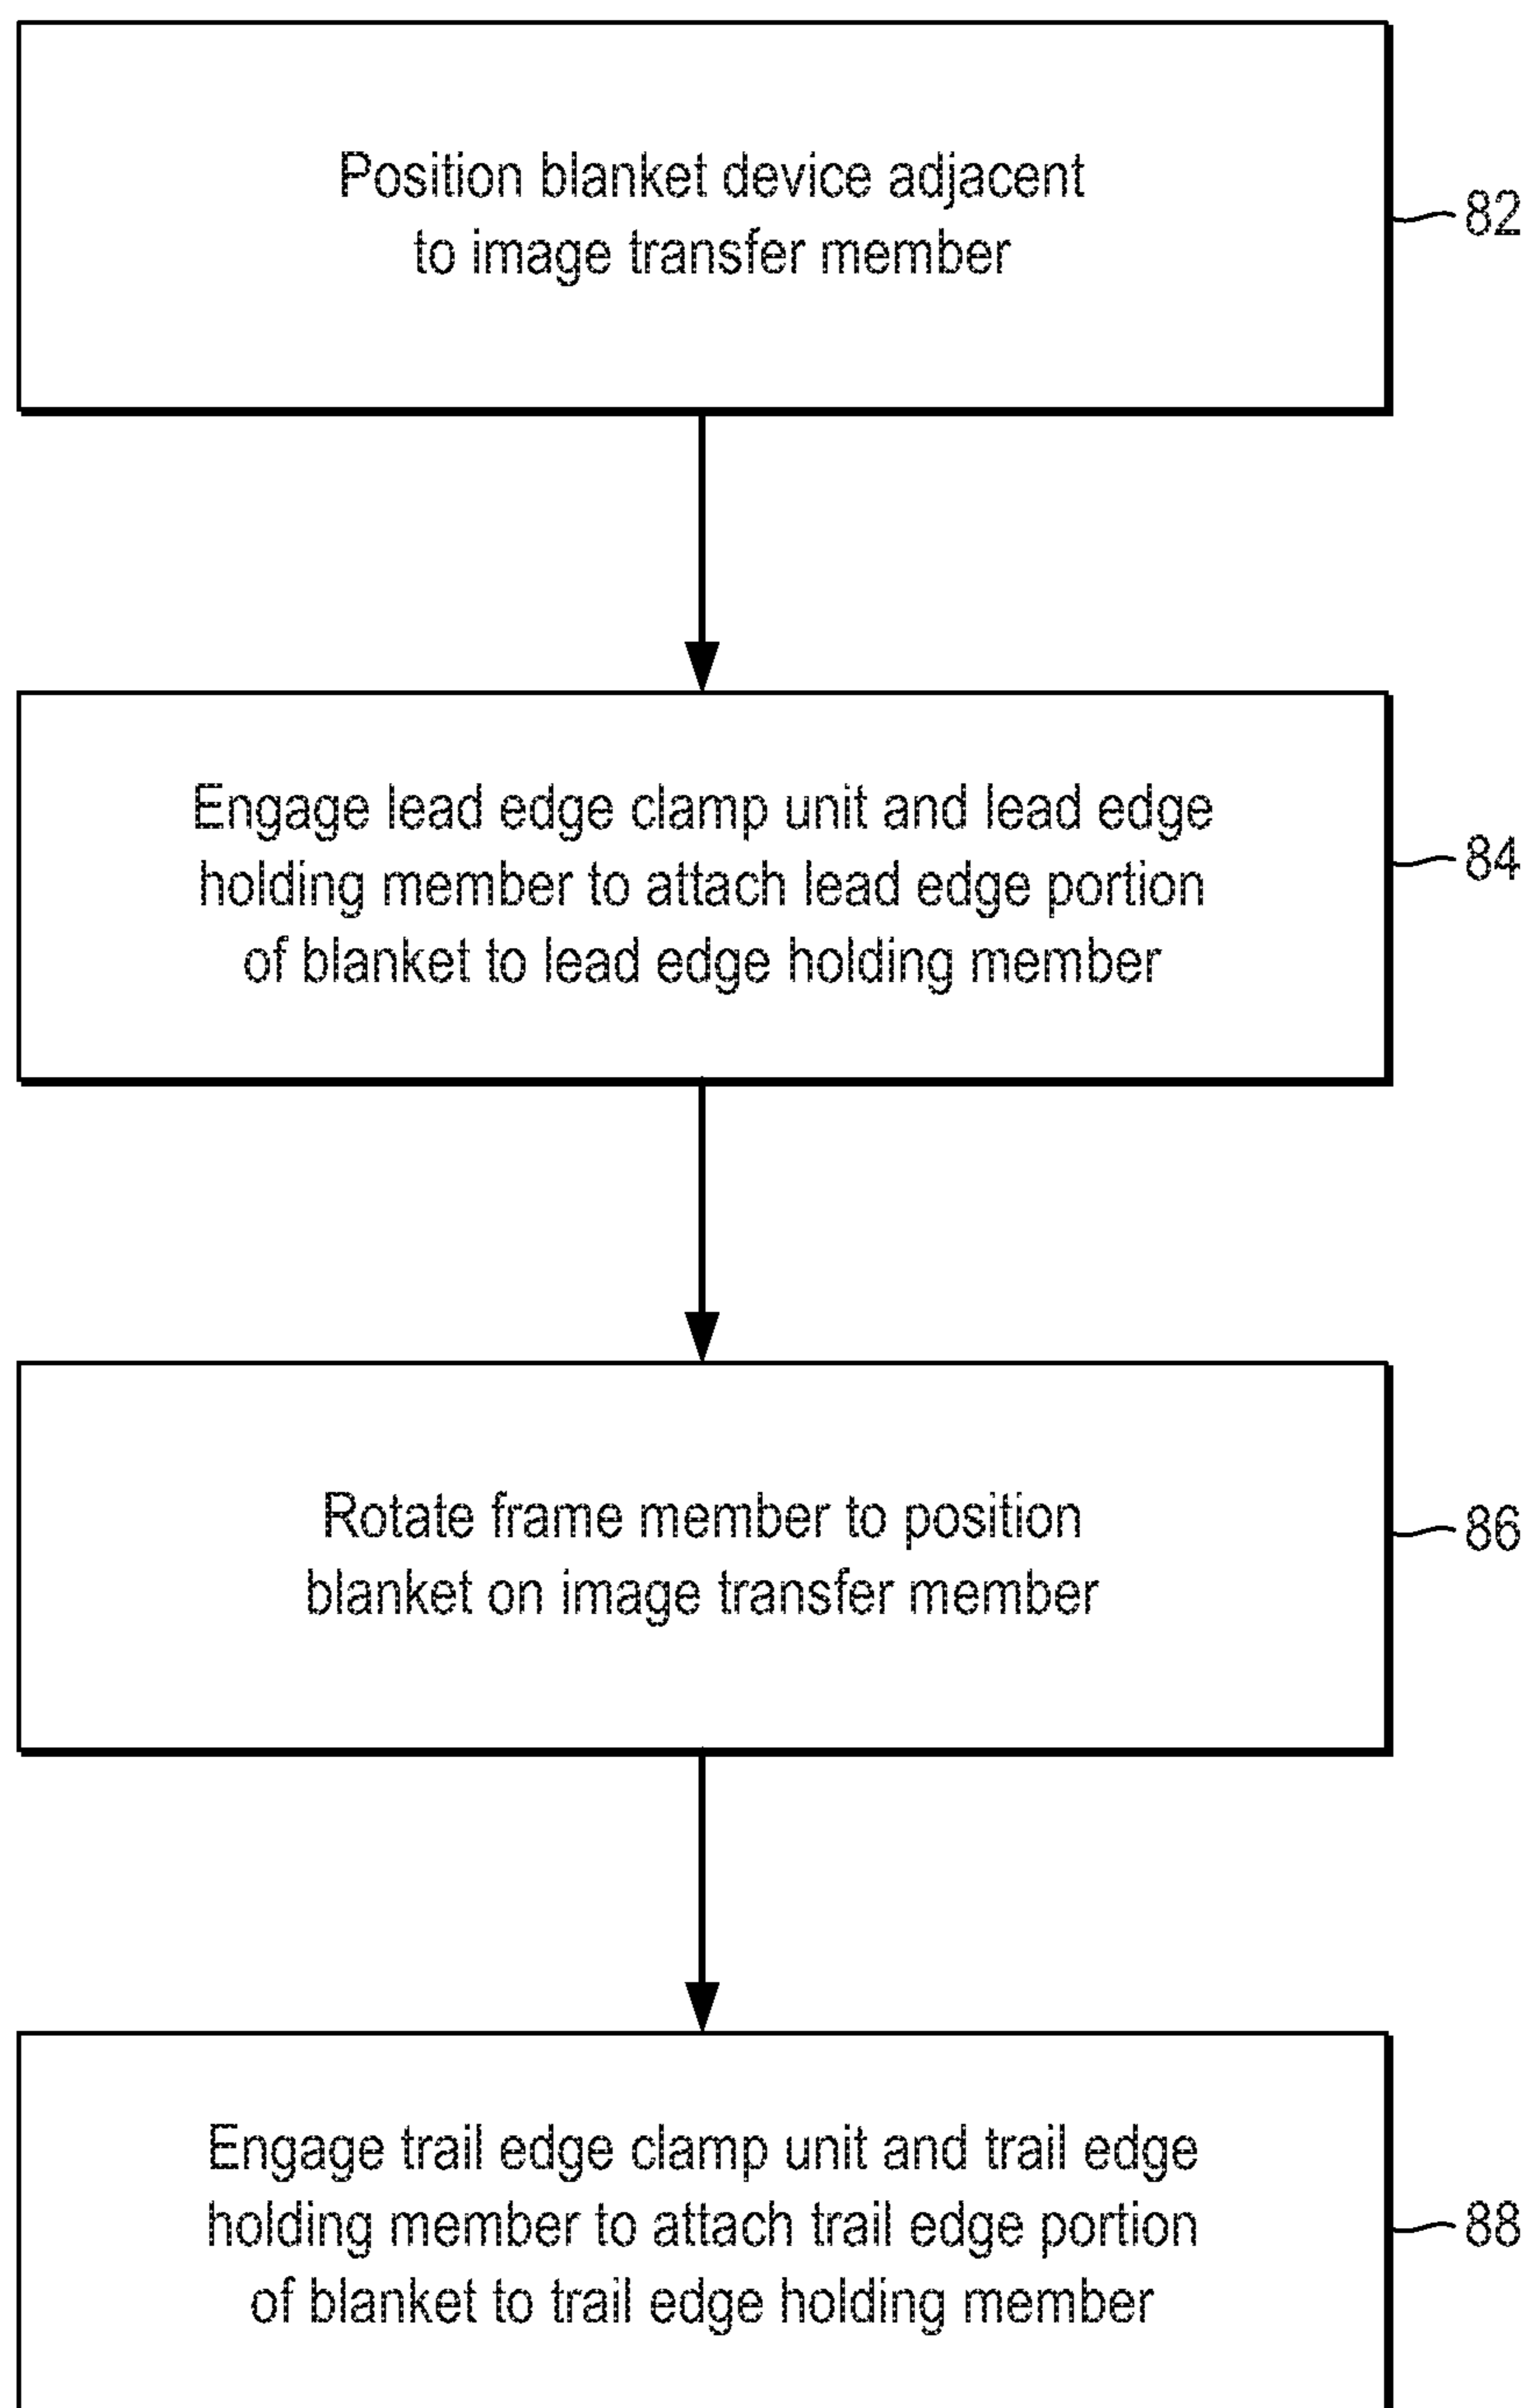 Position blanket device adjacent
to image transfer member
82
Engage lead edge clamp unit and lead edge
holding member to attach lead edge portion
of blanket to lead edge holding member
84
Rotate frame member to position
blanket on image transfer member
86
Engage trail edge clamp unit and trail edge
holding member to attach trail edge portion
of blanket to trail edge holding member
88